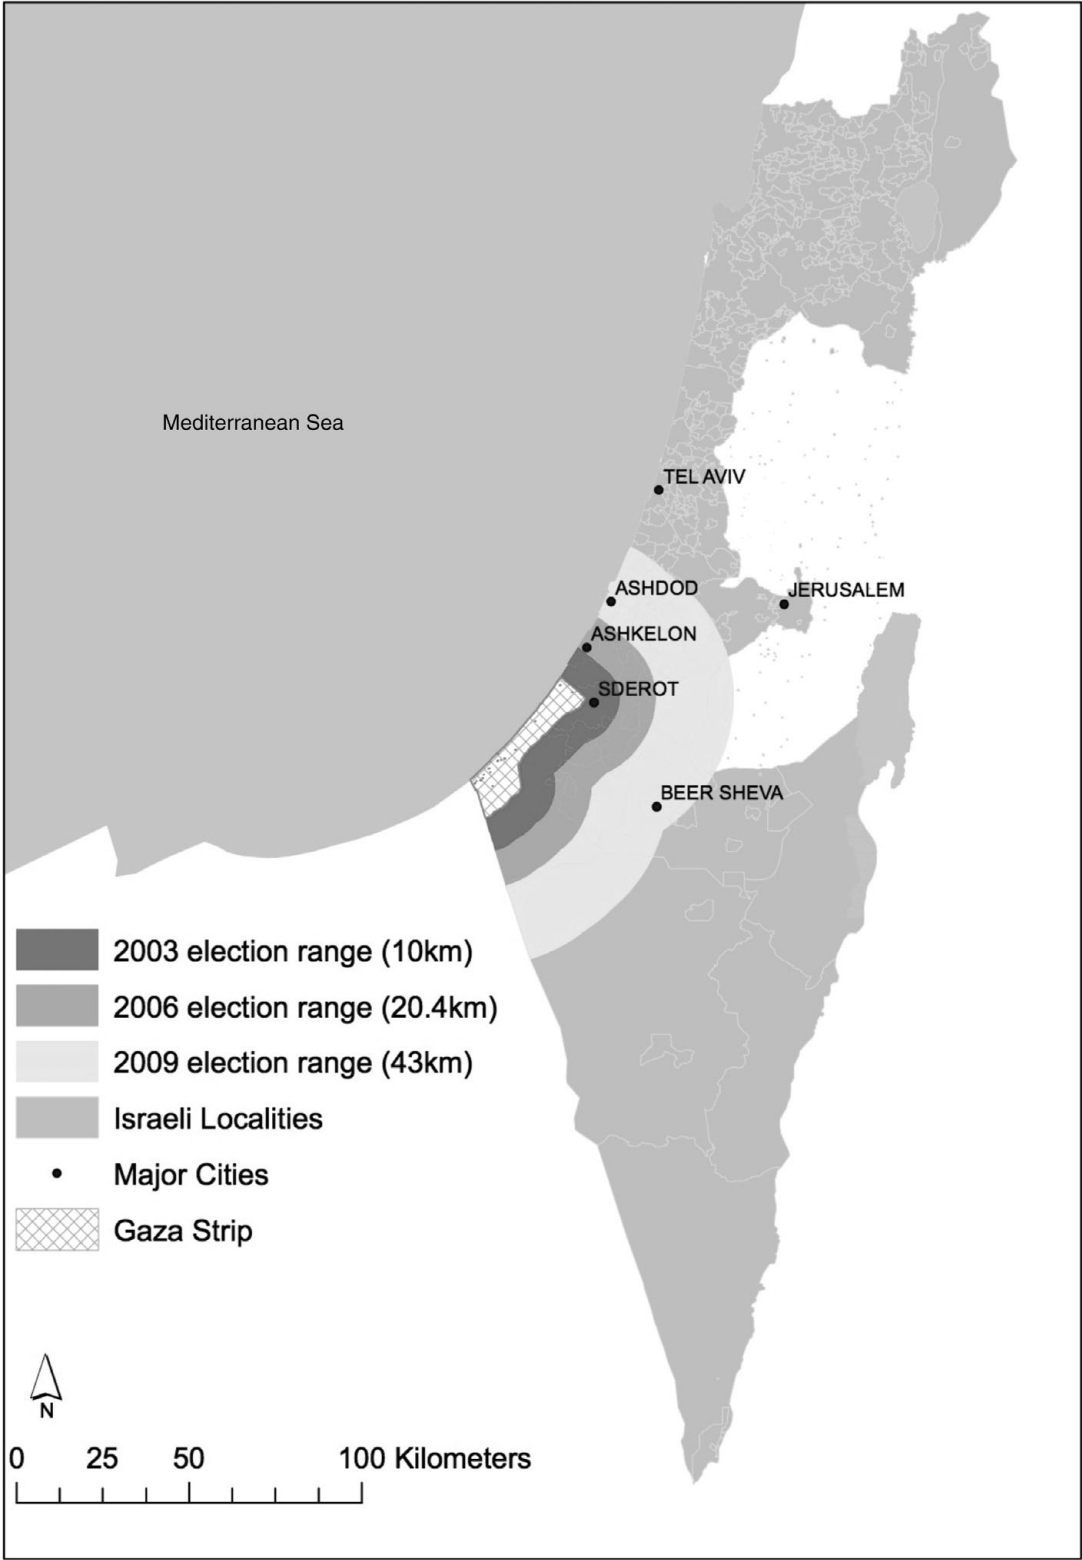 Mediterranean Sea
TEL AVIV
ASHDOD
JERUSALEM
ASHKELON
SDEROT
BEER SHEVA
2003 election range (10km)
2006 election range (20.4km)
2009 election range (43km)
Israeli Localities
Major Cities
Gaza Strip
N
0 25 50 100 Kilometers